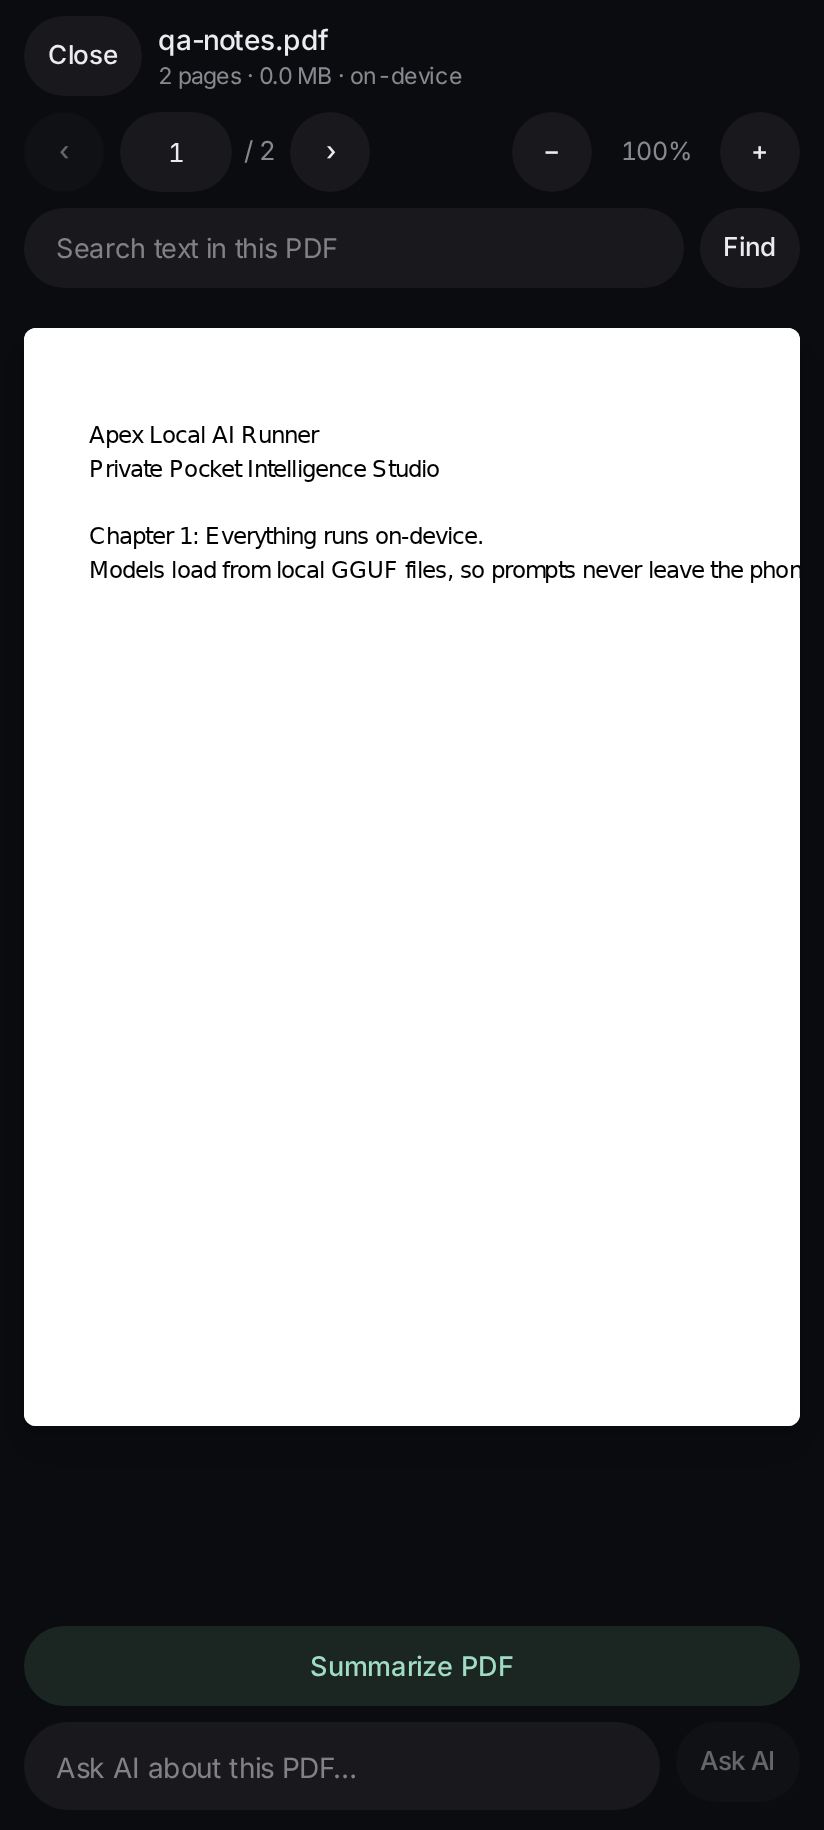 Close
qa-notes.pdf
2 pages · 0.0 MB · on-device
‹ 1 / 2 › − 100% +
Search text in this PDF
Find
Apex Local AI Runner
Private Pocket Intelligence Studio
Chapter 1: Everything runs on-device.
Models load from local GGUF files, so prompts never leave the phon
Summarize PDF
Ask AI about this PDF...
Ask AI